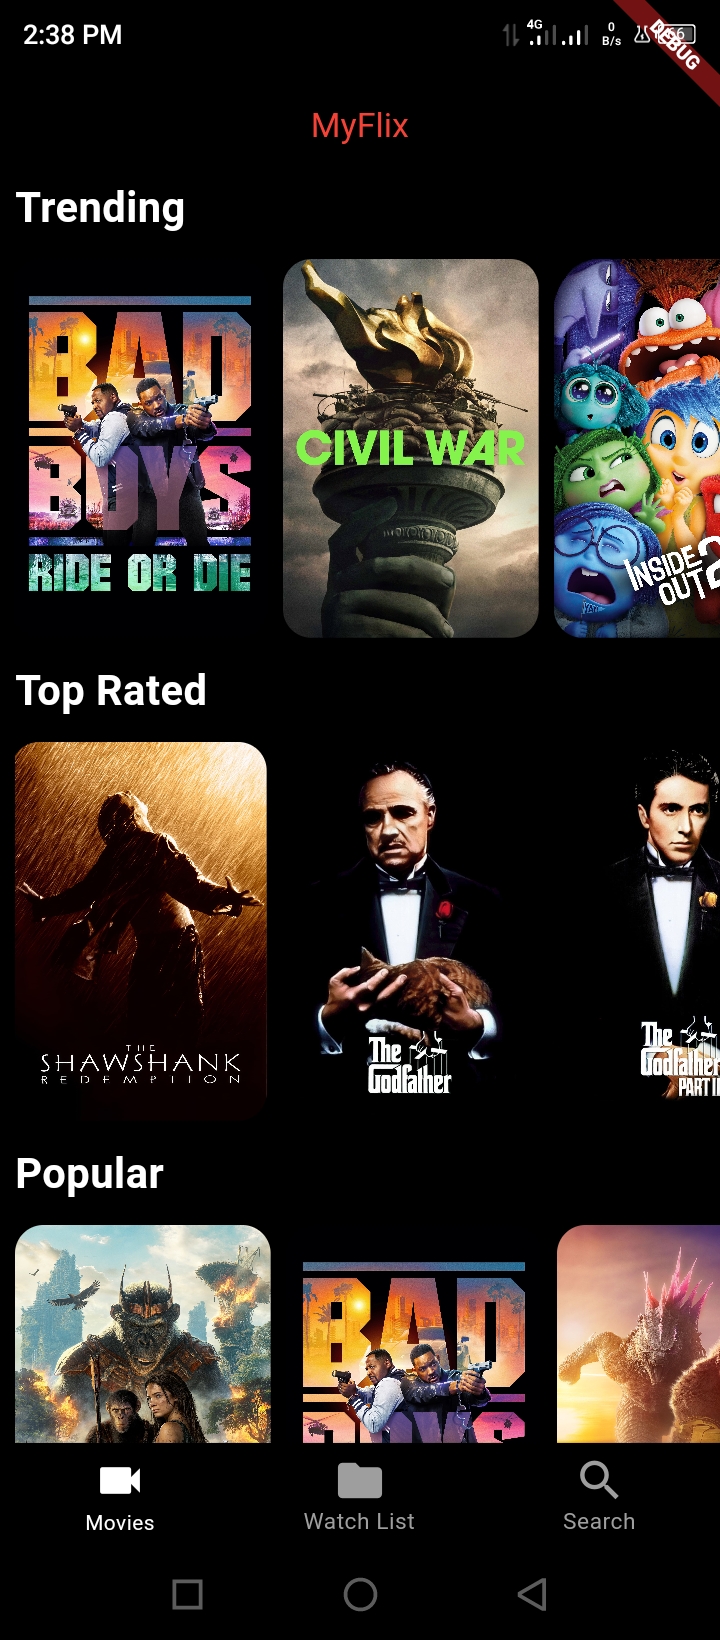 2:38 PM
4G
0
B/s
66
DEBUG
MyFlix
Trending
BAD
BOYS
RIDE OR DIE
CIVIL WAR
INSIDE
OUT 2
Top Rated
THE
SHAWSHANK
REDEMPTION
The
Godfather
The
Godfather
PART II
Popular
BAD
BOYS
Movies
Watch List
Search